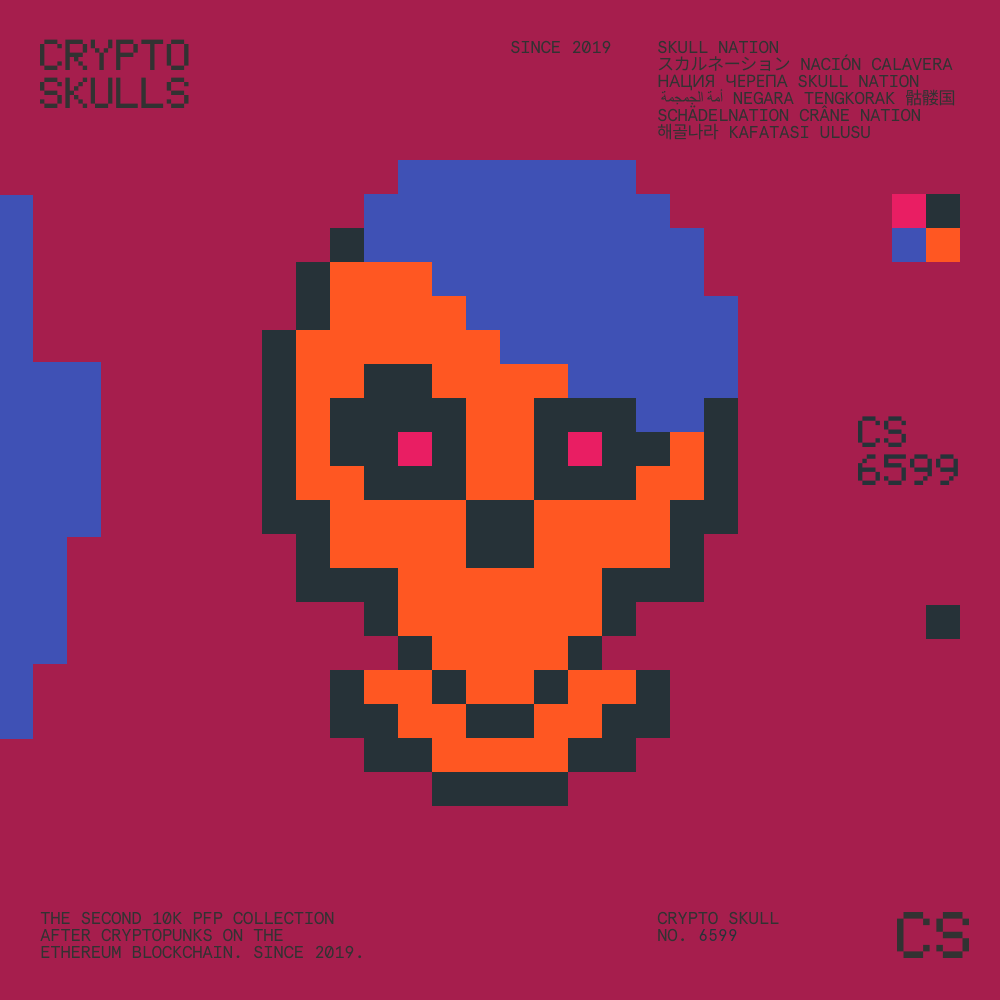 CRYPTO
SKULLS
SINCE 2019
SKULL NATION
スカルネーション NACIÓN CALAVERA
НАЦИЯ ЧЕРЕПА SKULL NATION
أمة الجمجمة NEGARA TENGKORAK 骷髅国
SCHÄDELNATION CRÂNE NATION
해골나라 KAFATASI ULUSU
CS
6599
THE SECOND 10K PFP COLLECTION
AFTER CRYPTOPUNKS ON THE
ETHEREUM BLOCKCHAIN. SINCE 2019.
CRYPTO SKULL
NO. 6599
CS